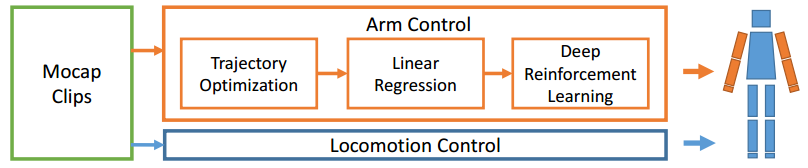 Mocap
Clips
Arm Control
Trajectory
Optimization
Linear
Regression
Deep
Reinforcement
Learning
Locomotion Control